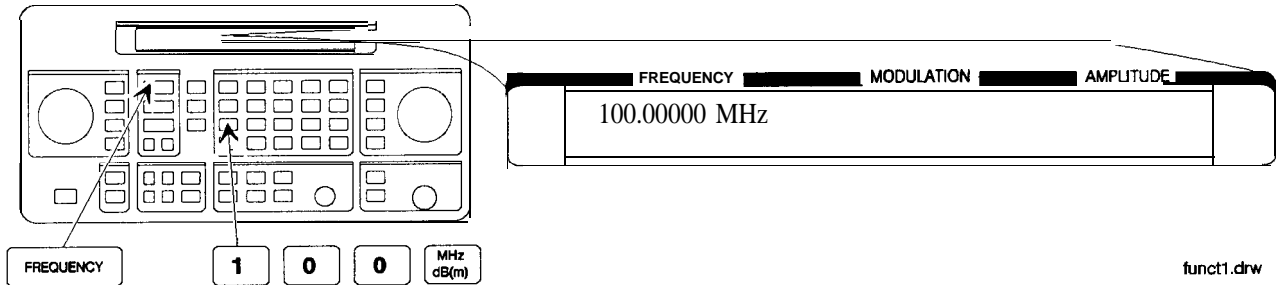 FREQUENCY MODULATION AMPLITUDE
100.00000 MHz
FREQUENCY 1 0 0 MHz
dB(m)
funct1.drw